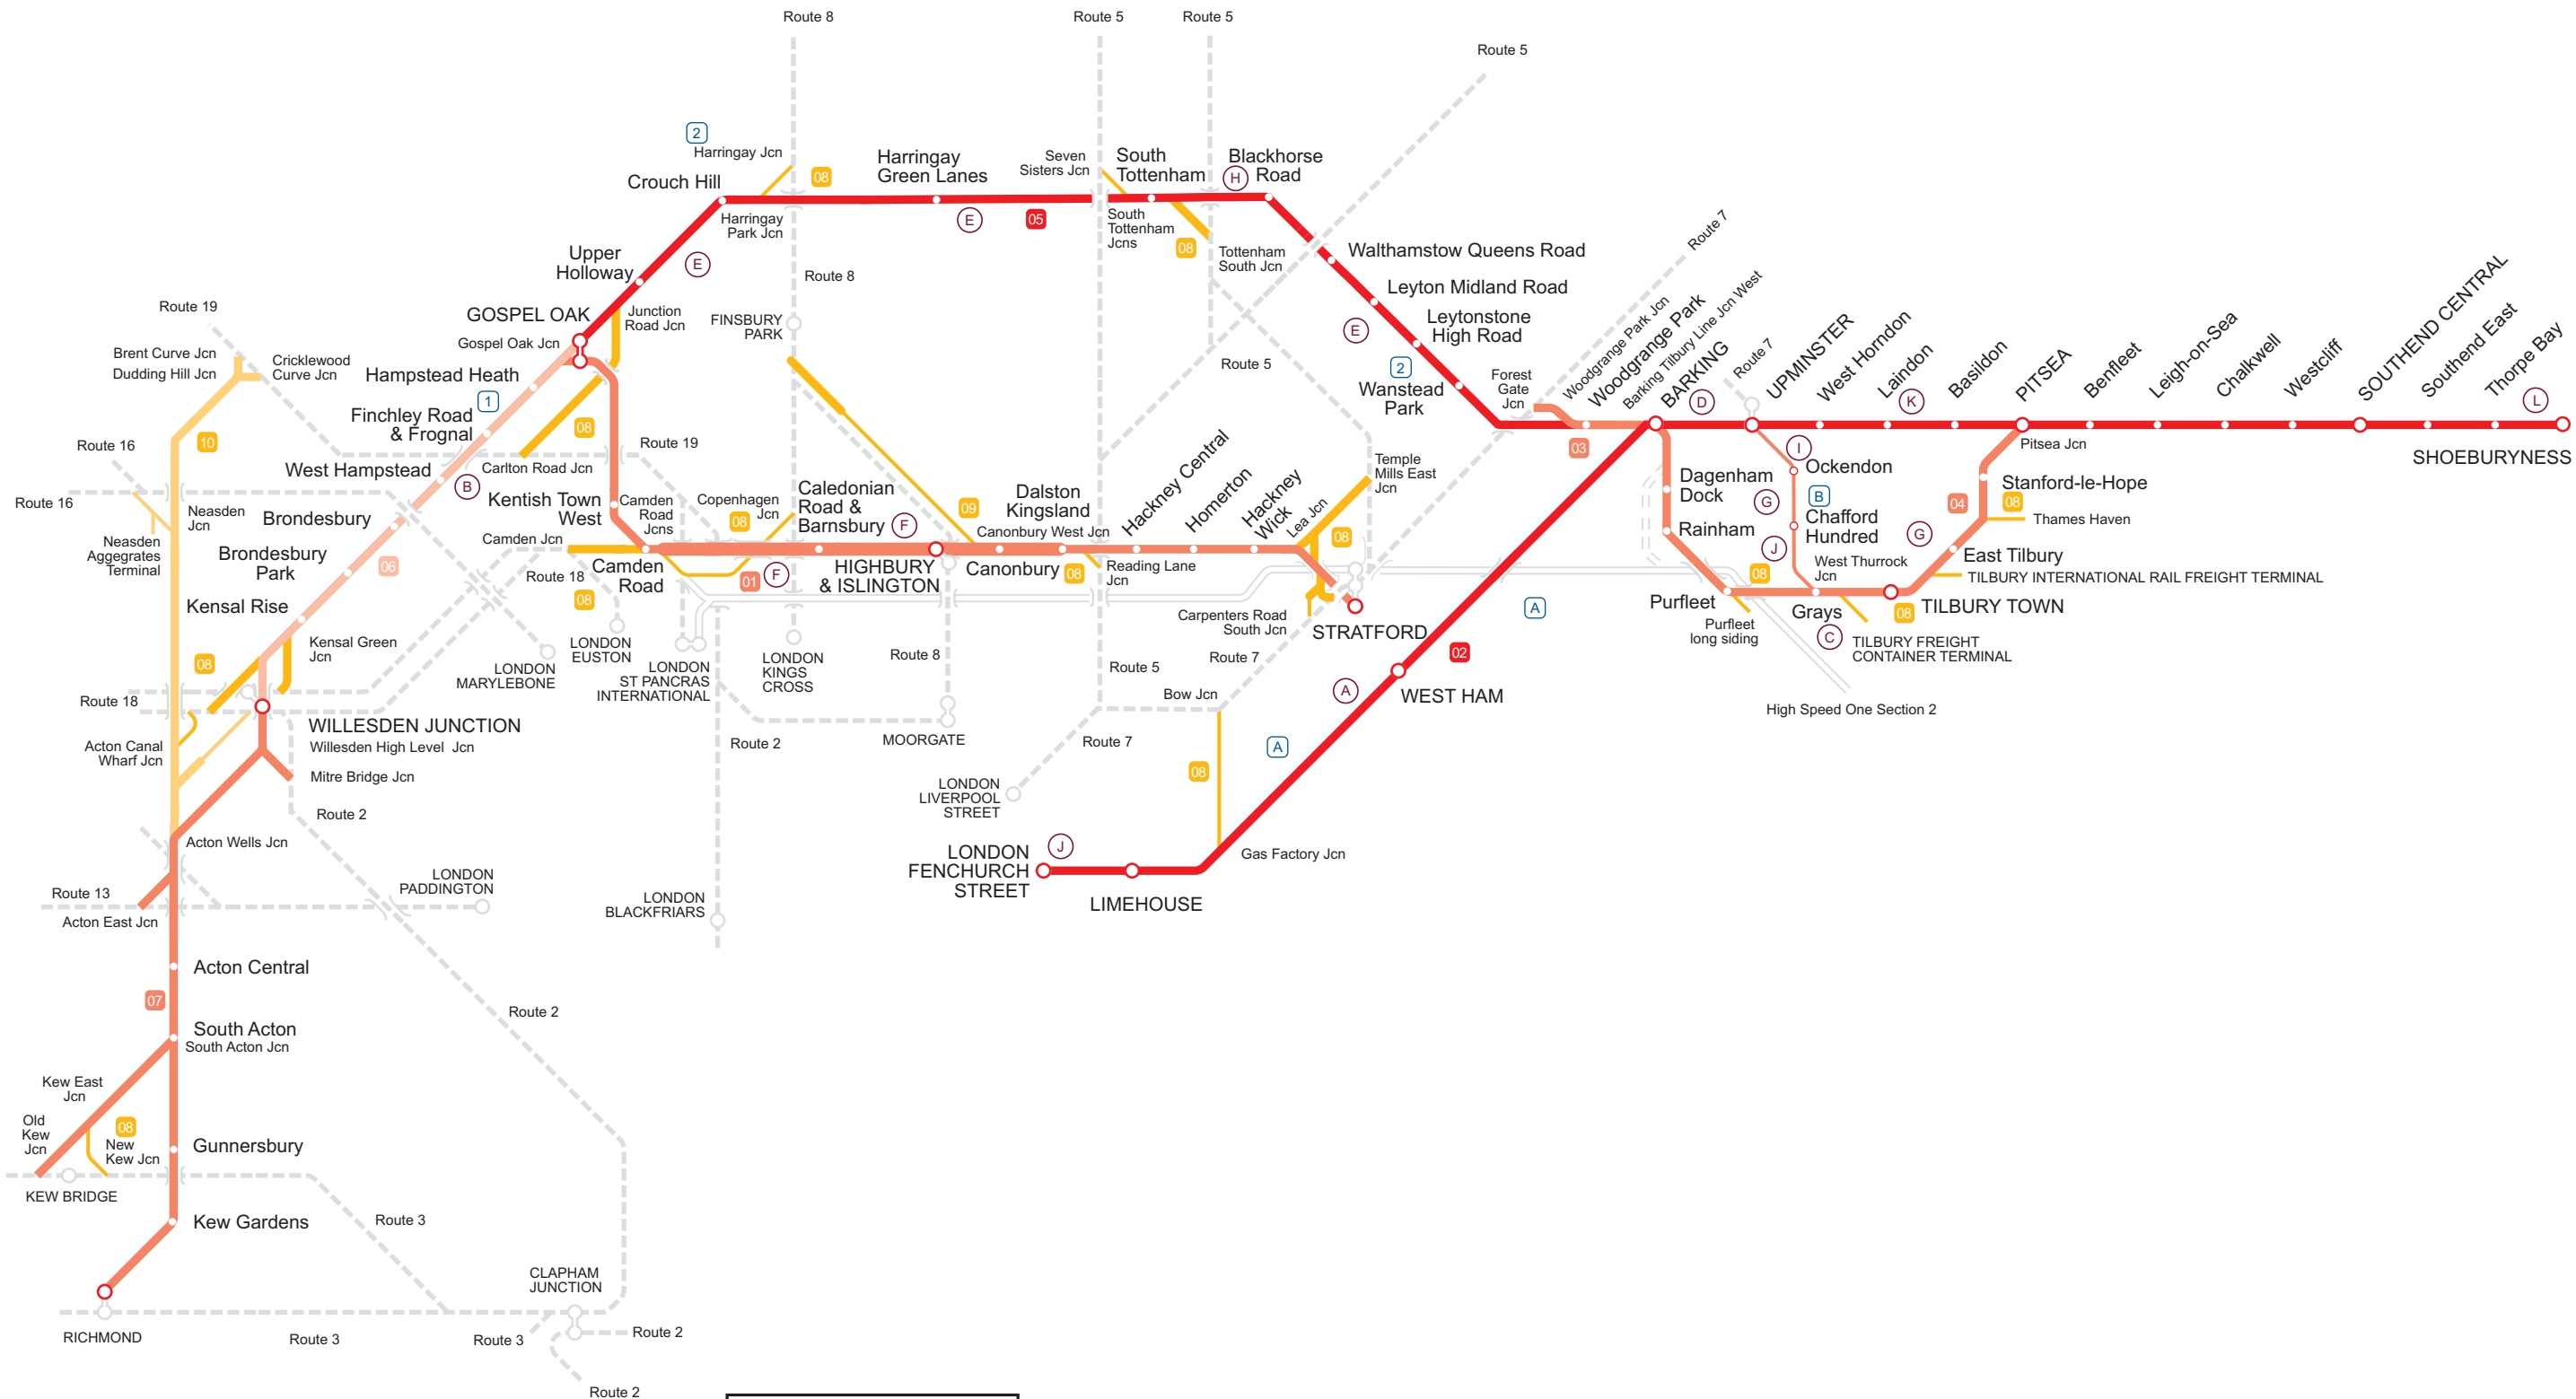 Route 8
Route 5
Route 5
Route 5
2
Harringay Jcn
08
Harringay
Green Lanes
Seven
Sisters Jcn
South
Tottenham
Blackhorse
Road
H
Crouch Hill
Harringay
Park Jcn
E
05
South
Tottenham
Jcns
08
Tottenham
South Jcn
Route 7
Walthamstow Queens Road
Upper
Holloway
E
Route 8
Leyton Midland Road
Route 19
GOSPEL OAK
Junction
Road Jcn
FINSBURY
PARK
E
Leytonstone
High Road
Gospel Oak Jcn
Brent Curve Jcn
Dudding Hill Jcn
Cricklewood
Curve Jcn
Hampstead Heath
1
Route 5
2
Wanstead
Park
Forest
Gate
Jcn
Woodgrange Park Jcn
Woodgrange Park
Barking Tilbury Line Jcn West
BARKING
D
Route 7
UPMINSTER
West Horndon
Laindon
K
Basildon
PITSEA
Benfleet
Leigh-on-Sea
Chalkwell
Westcliff
SOUTHEND CENTRAL
Southend East
Thorpe Bay
L
Finchley Road
& Frognal
08
10
Route 16
Route 19
03
I
Pitsea Jcn
SHOEBURYNESS
West Hampstead
Carlton Road Jcn
B
Temple
Mills East
Jcn
Dagenham
Dock
Ockendon
Stanford-le-Hope
Route 16
Kentish Town
West
Camden
Road
Jcns
Copenhagen
Jcn
08
Caledonian
Road &
Barnsbury
F
09
Dalston
Kingsland
Canonbury West Jcn
Hackney Central
Homerton
Hackney
Wick
Lea Jcn
08
G
B
04
08
Neasden
Jcn
Brondesbury
Rainham
Chafford
Hundred
Thames Haven
Neasden
Aggegrates
Terminal
Camden Jcn
J
G
Brondesbury
Park
06
Route 18
Camden
Road
01
F
HIGHBURY
& ISLINGTON
Canonbury
08
Reading Lane
Jcn
West Thurrock
Jcn
East Tilbury
08
TILBURY INTERNATIONAL RAIL FREIGHT TERMINAL
Kensal Rise
08
A
Purfleet
Grays
08
TILBURY TOWN
Carpenters Road
South Jcn
STRATFORD
Purfleet
long siding
C
TILBURY FREIGHT
CONTAINER TERMINAL
Kensal Green
Jcn
LONDON
EUSTON
08
LONDON
MARYLEBONE
LONDON
ST PANCRAS
INTERNATIONAL
LONDON
KINGS
CROSS
Route 8
Route 5
Route 7
02
Bow Jcn
A
WEST HAM
Route 18
High Speed One Section 2
WILLESDEN JUNCTION
Willesden High Level  Jcn
Acton Canal
Wharf Jcn
Mitre Bridge Jcn
Route 2
MOORGATE
Route 7
A
08
LONDON
LIVERPOOL
STREET
Route 2
Acton Wells Jcn
J
Gas Factory Jcn
LONDON
FENCHURCH
STREET
LIMEHOUSE
Route 13
LONDON
PADDINGTON
LONDON
BLACKFRIARS
Acton East Jcn
Acton Central
07
Route 2
South Acton
South Acton Jcn
Kew East
Jcn
Old
Kew
Jcn
08
New
Kew Jcn
Gunnersbury
KEW BRIDGE
Kew Gardens
Route 3
CLAPHAM
JUNCTION
RICHMOND
Route 3
Route 3
Route 2
Route 2